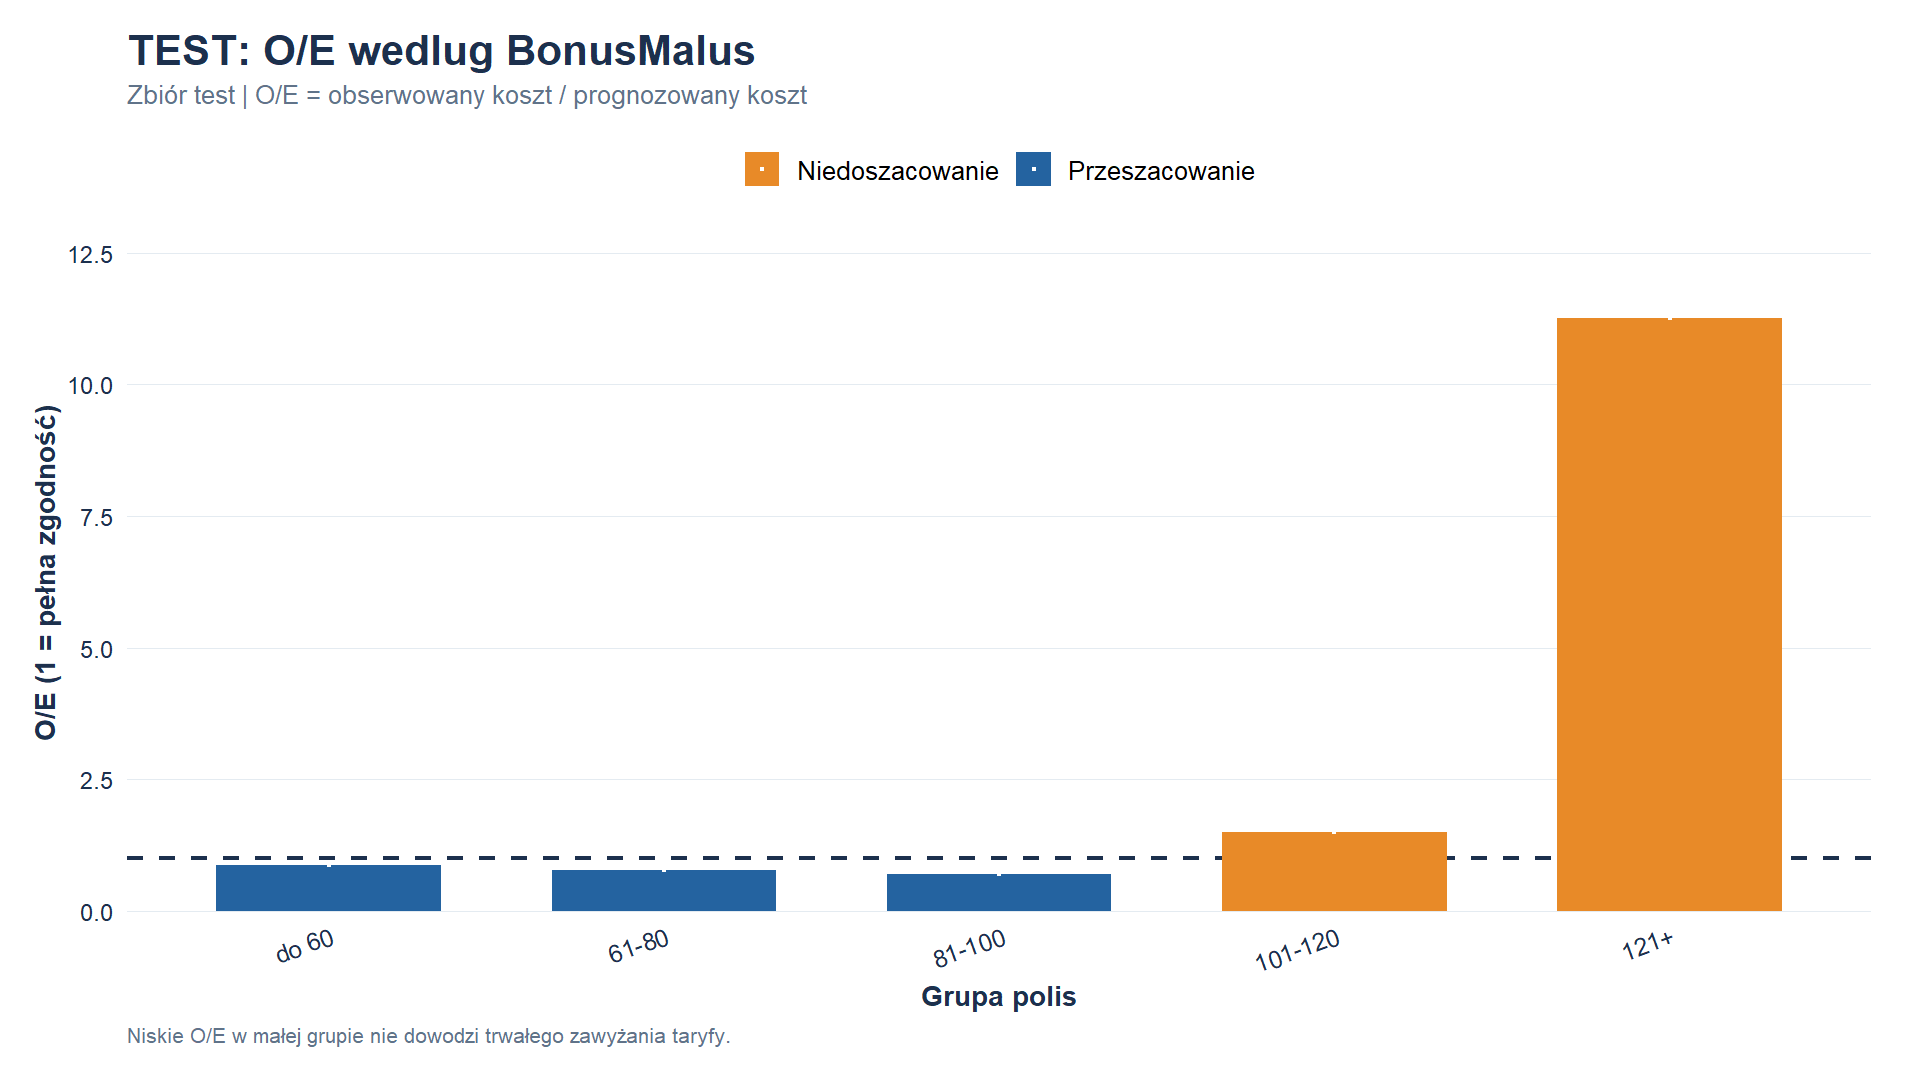 TEST: O/E wedlug BonusMalus
Zbiór test | O/E = obserwowany koszt / prognozowany koszt
Niedoszacowanie
Przeszacowanie
O/E (1 = pełna zgodność)
12.5
10.0
7.5
5.0
2.5
0.0
do 60
61-80
81-100
101-120
121+
Grupa polis
Niskie O/E w małej grupie nie dowodzi trwałego zawyżania taryfy.